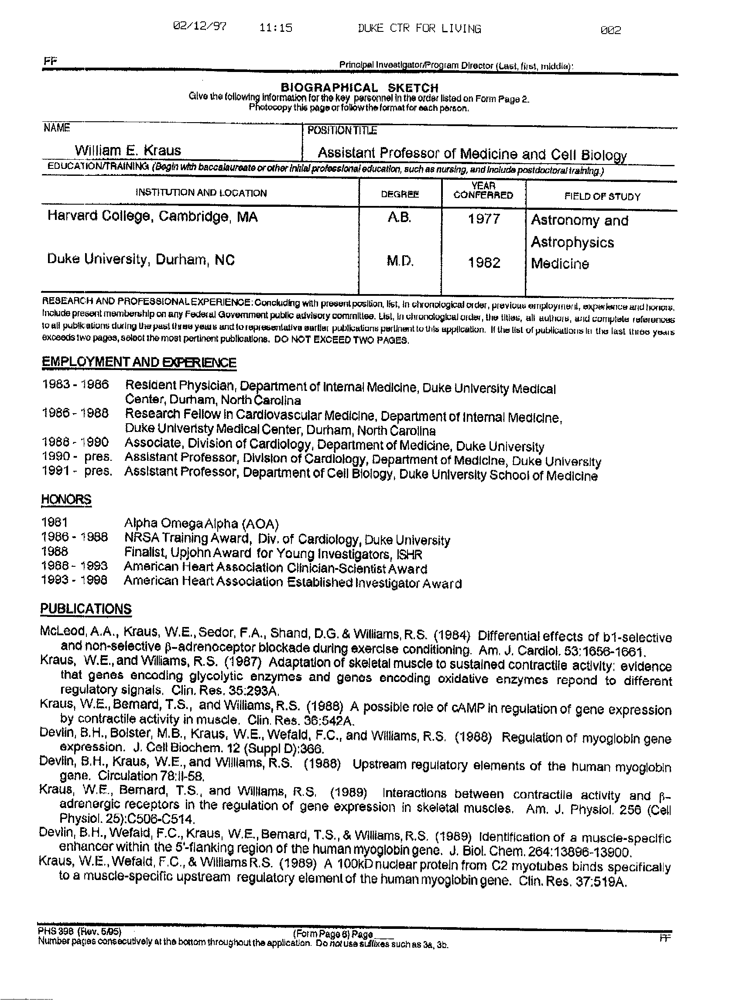 02/12/97 11:15 DUKE CTR FOR LIVING 002
FF
Principal Investigator/Program Director (Last, first, middle):
BIOGRAPHICAL SKETCH
Give the following information for the key personnel in the order listed on Form Page 2.
Photocopy this page or follow the format for each person.
NAME POSITION TITLE
William E. Kraus Assistant Professor of Medicine and Cell Biology
EDUCATION/TRAINING (Begin with baccalaureate or other initial professional education, such as nursing, and include postdoctoral training.)
INSTITUTION AND LOCATION DEGREE YEAR CONFERRED FIELD OF STUDY
Harvard College, Cambridge, MA A.B. 1977 Astronomy and
Astrophysics
Duke University, Durham, NC M.D. 1982 Medicine
RESEARCH AND PROFESSIONAL EXPERIENCE: Concluding with present position, list, in chronological order, previous employment, experience and honors.
Include present membership on any Federal Government public advisory committee. List, in chronological order, the titles, all authors, and complete references
to all publications during the past three years and to representative earlier publications pertinent to this application. If the list of publications in the last three years
exceeds two pages, select the most pertinent publications. DO NOT EXCEED TWO PAGES.
EMPLOYMENT AND EXPERIENCE
1983 - 1986 Resident Physician, Department of Internal Medicine, Duke University Medical
Center, Durham, North Carolina
1986 - 1988 Research Fellow in Cardiovascular Medicine, Department of Internal Medicine,
Duke Univeristy Medical Center, Durham, North Carolina
1988 - 1990 Associate, Division of Cardiology, Department of Medicine, Duke University
1990 - pres. Assistant Professor, Division of Cardiology, Department of Medicine, Duke University
1991 - pres. Assistant Professor, Department of Cell Biology, Duke University School of Medicine
HONORS
1981 Alpha Omega Alpha (AOA)
1986 - 1988 NRSA Training Award, Div. of Cardiology, Duke University
1988 Finalist, Upjohn Award for Young Investigators, ISHR
1988 - 1993 American Heart Association Clinician-Scientist Award
1993 - 1998 American Heart Association Established Investigator Award
PUBLICATIONS
McLeod, A.A., Kraus, W.E., Sedor, F.A., Shand, D.G. & Williams, R.S. (1984) Differential effects of b1-selective
and non-selective β-adrenoceptor blockade during exercise conditioning. Am. J. Cardiol. 53:1656-1661.
Kraus, W.E., and Williams, R.S. (1987) Adaptation of skeletal muscle to sustained contractile activity: evidence
that genes encoding glycolytic enzymes and genes encoding oxidative enzymes repond to different
regulatory signals. Clin. Res. 35:293A.
Kraus, W.E., Bernard, T.S., and Williams, R.S. (1988) A possible role of cAMP in regulation of gene expression
by contractile activity in muscle. Clin. Res. 36:542A.
Devlin, B.H., Bolster, M.B., Kraus, W.E., Wefald, F.C., and Williams, R.S. (1988) Regulation of myoglobin gene
expression. J. Cell Biochem. 12 (Suppl D):366.
Devlin, B.H., Kraus, W.E., and Williams, R.S. (1988) Upstream regulatory elements of the human myoglobin
gene. Circulation 78:II-58.
Kraus, W.E., Bernard, T.S., and Williams, R.S. (1989) Interactions between contractile activity and β-
adrenergic receptors in the regulation of gene expression in skeletal muscles. Am. J. Physiol. 256 (Cell
Physiol. 25):C506-C514.
Devlin, B.H., Wefald, F.C., Kraus, W.E., Bernard, T.S., & Williams, R.S. (1989) Identification of a muscle-specific
enhancer within the 5'-flanking region of the human myoglobin gene. J. Biol. Chem. 264:13896-13900.
Kraus, W.E., Wefald, F.C., & Williams R.S. (1989) A 100kD nuclear protein from C2 myotubes binds specifically
to a muscle-specific upstream regulatory element of the human myoglobin gene. Clin. Res. 37:519A.
PHS 398 (Rev. 5/95) (Form Page 6) Page____ FF
Number pages consecutively at the bottom throughout the application. Do not use suffixes such as 3a, 3b.